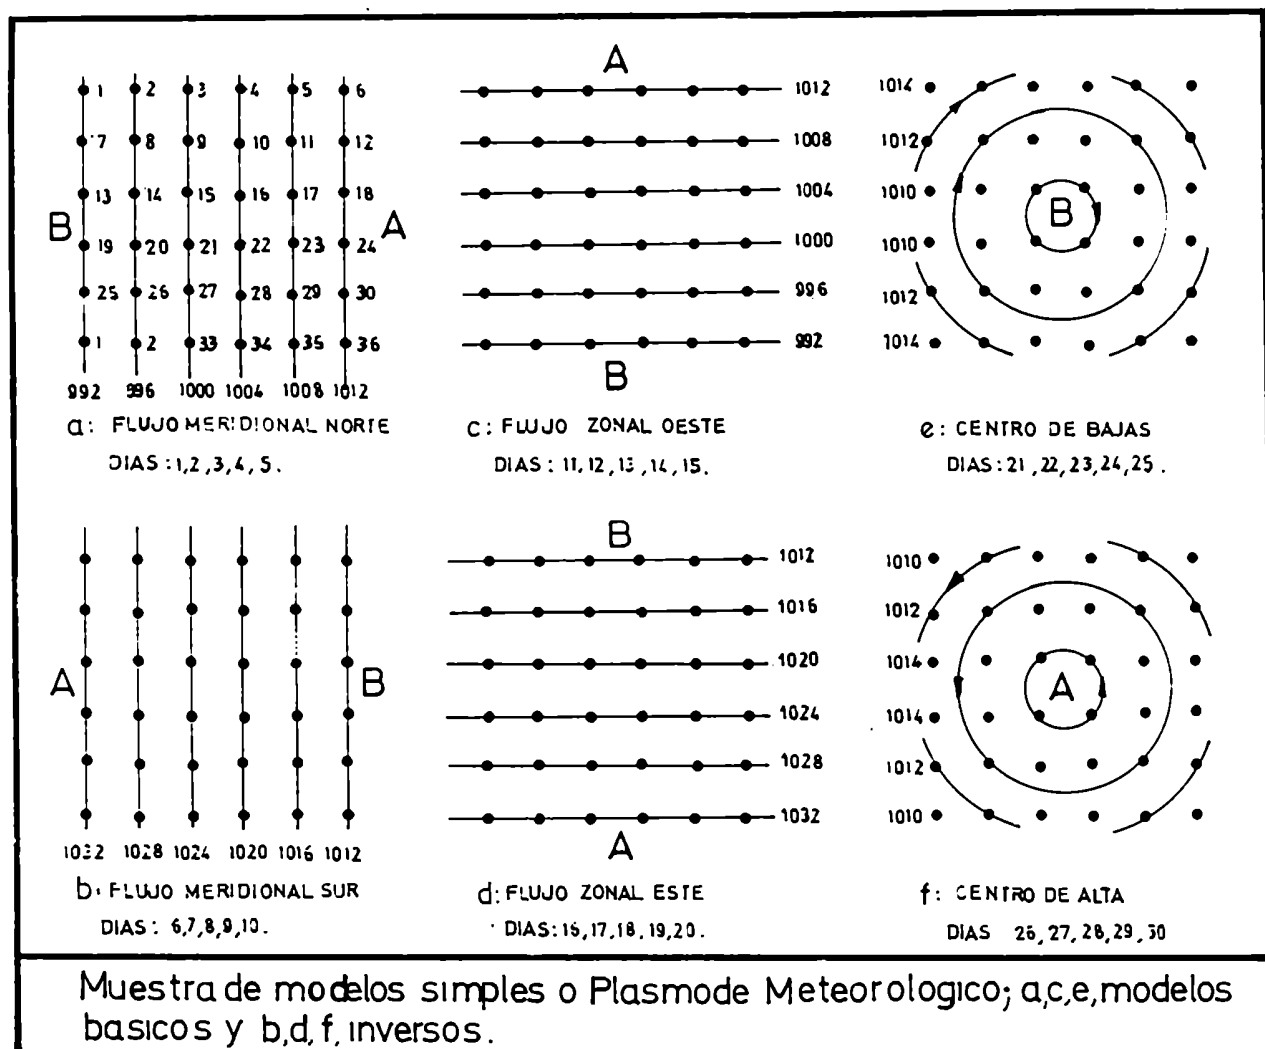 1 2 3 4 5 6
7 8 9 10 11 12
13 14 15 16 17 18
B A
19 20 21 22 23 24
25 26 27 28 29 30
1 2 33 34 35 36
992 996 1000 1004 1008 1012
a: FLUJO MERIDIONAL NORTE
DIAS: 1,2,3,4,5.
A
1012
1008
1004
1000
996
992
B
c: FLUJO ZONAL OESTE
DIAS: 11,12,13,14,15.
1014
1012
1010
B
1010
1012
1014
e: CENTRO DE BAJAS
DIAS: 21,22,23,24,25.
A B
1032 1028 1024 1020 1016 1012
b: FLUJO MERIDIONAL SUR
DIAS: 6,7,8,9,10.
B
1012
1016
1020
1024
1028
1032
A
d: FLUJO ZONAL ESTE
DIAS: 16,17,18,19,20.
1010
1012
1014
A
1014
1012
1010
f: CENTRO DE ALTA
DIAS 26,27,28,29,30
Muestra de modelos simples o Plasmode Meteorologico; a,c,e,modelos
basicos y b,d,f, inversos.